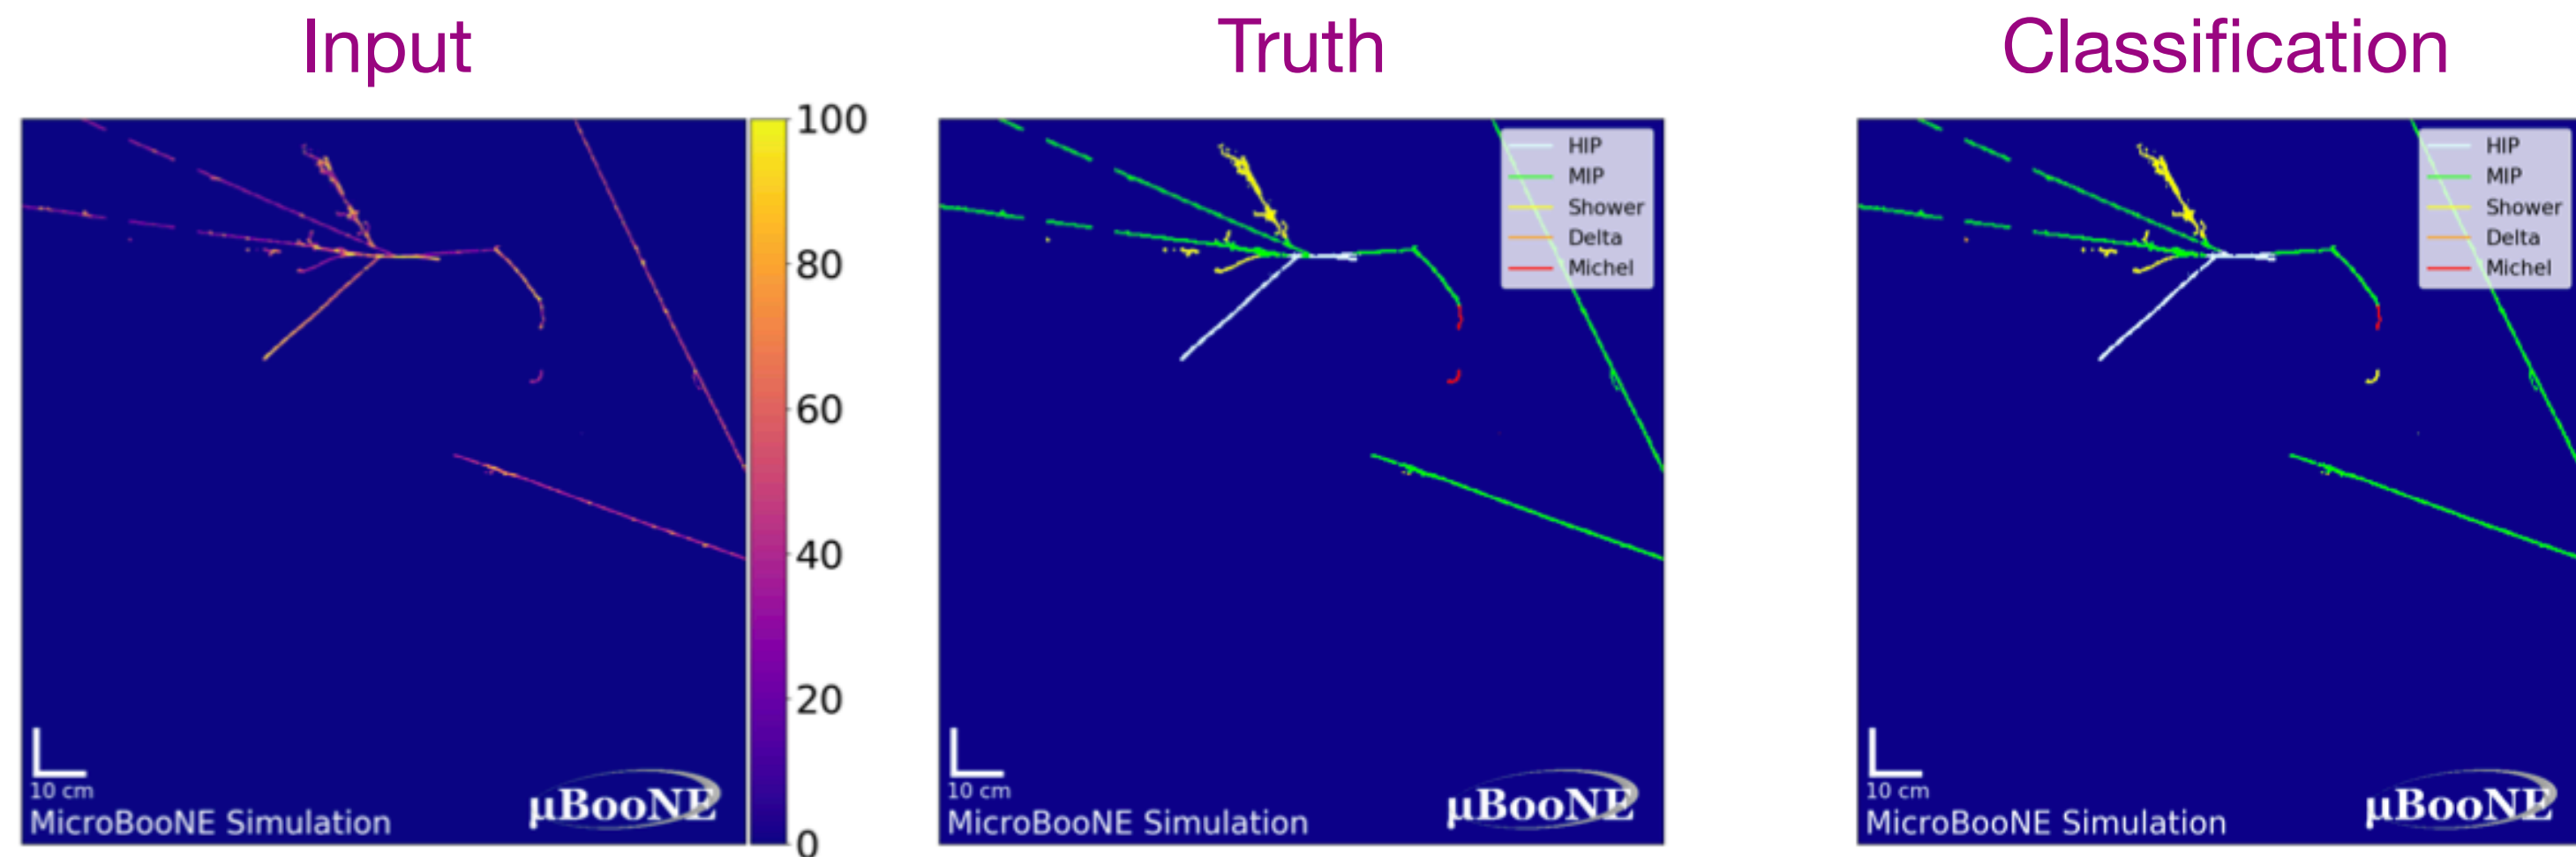 Input
Truth
Classification
100
80
60
40
20
0
10 cm
MicroBooNE Simulation
μBooNE
HIP
MIP
Shower
Delta
Michel
10 cm
MicroBooNE Simulation
μBooNE
HIP
MIP
Shower
Delta
Michel
10 cm
MicroBooNE Simulation
μBooNE